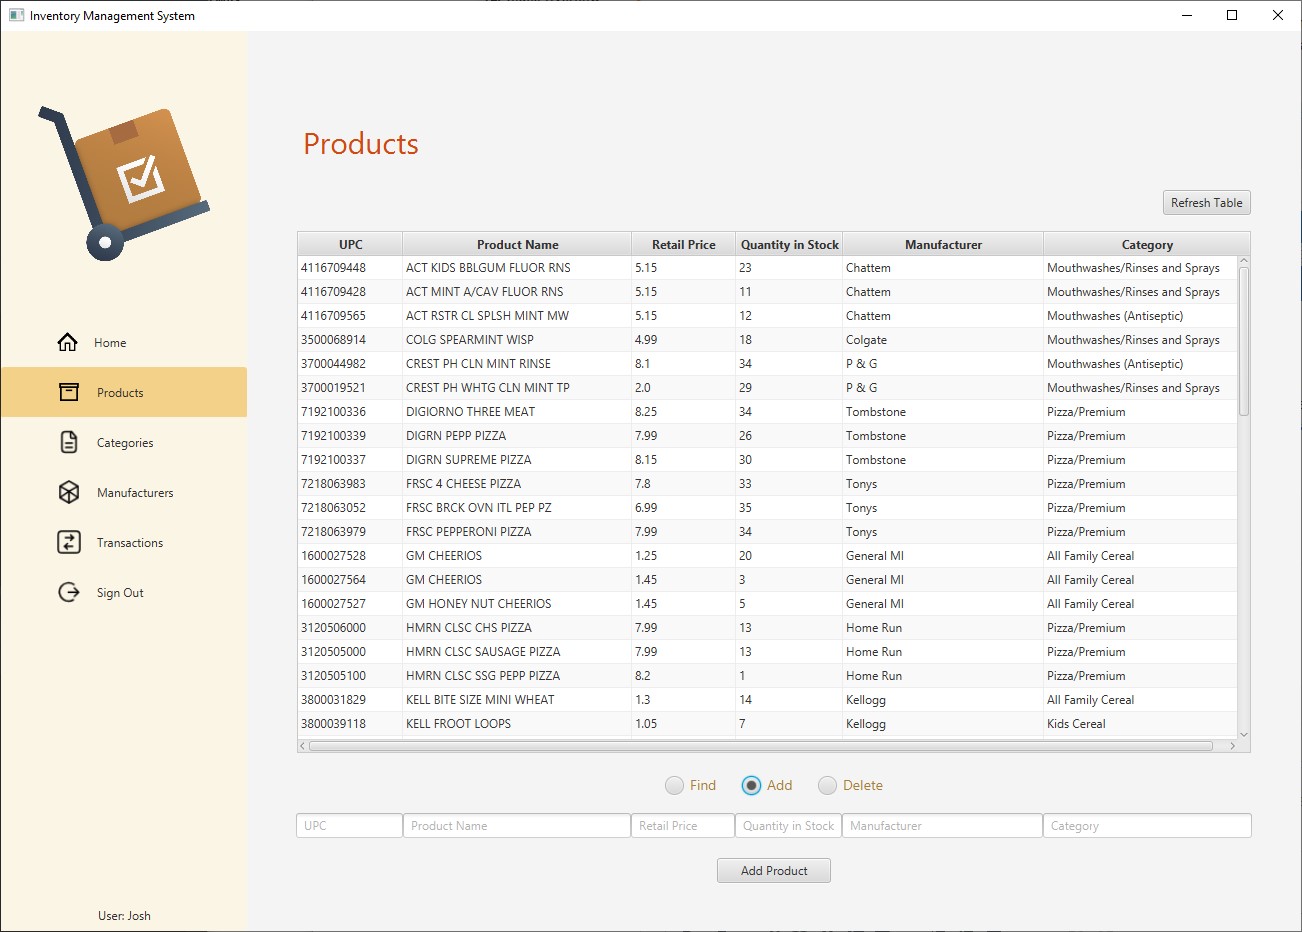 Inventory Management System
Products
Refresh Table
UPC Product Name Retail Price Quantity in Stock Manufacturer Category
4116709448 ACT KIDS BBLGUM FLUOR RNS 5.15 23 Chattem Mouthwashes/Rinses and Sprays
4116709428 ACT MINT A/CAV FLUOR RNS 5.15 11 Chattem Mouthwashes/Rinses and Sprays
4116709565 ACT RSTR CL SPLSH MINT MW 5.15 12 Chattem Mouthwashes (Antiseptic)
3500068914 COLG SPEARMINT WISP 4.99 18 Colgate Mouthwashes/Rinses and Sprays
3700044982 CREST PH CLN MINT RINSE 8.1 34 P & G Mouthwashes (Antiseptic)
3700019521 CREST PH WHTG CLN MINT TP 2.0 29 P & G Mouthwashes/Rinses and Sprays
7192100336 DIGIORNO THREE MEAT 8.25 34 Tombstone Pizza/Premium
7192100339 DIGRN PEPP PIZZA 7.99 26 Tombstone Pizza/Premium
7192100337 DIGRN SUPREME PIZZA 8.15 30 Tombstone Pizza/Premium
7218063983 FRSC 4 CHEESE PIZZA 7.8 33 Tonys Pizza/Premium
7218063052 FRSC BRCK OVN ITL PEP PZ 6.99 35 Tonys Pizza/Premium
7218063979 FRSC PEPPERONI PIZZA 7.99 34 Tonys Pizza/Premium
1600027528 GM CHEERIOS 1.25 20 General MI All Family Cereal
1600027564 GM CHEERIOS 1.45 3 General MI All Family Cereal
1600027527 GM HONEY NUT CHEERIOS 1.45 5 General MI All Family Cereal
3120506000 HMRN CLSC CHS PIZZA 7.99 13 Home Run Pizza/Premium
3120505000 HMRN CLSC SAUSAGE PIZZA 7.99 13 Home Run Pizza/Premium
3120505100 HMRN CLSC SSG PEPP PIZZA 8.2 1 Home Run Pizza/Premium
3800031829 KELL BITE SIZE MINI WHEAT 1.3 14 Kellogg All Family Cereal
3800039118 KELL FROOT LOOPS 1.05 7 Kellogg Kids Cereal
Find Add Delete
UPC Product Name Retail Price Quantity in Stock Manufacturer Category
Add Product
Home
Products
Categories
Manufacturers
Transactions
Sign Out
User: Josh